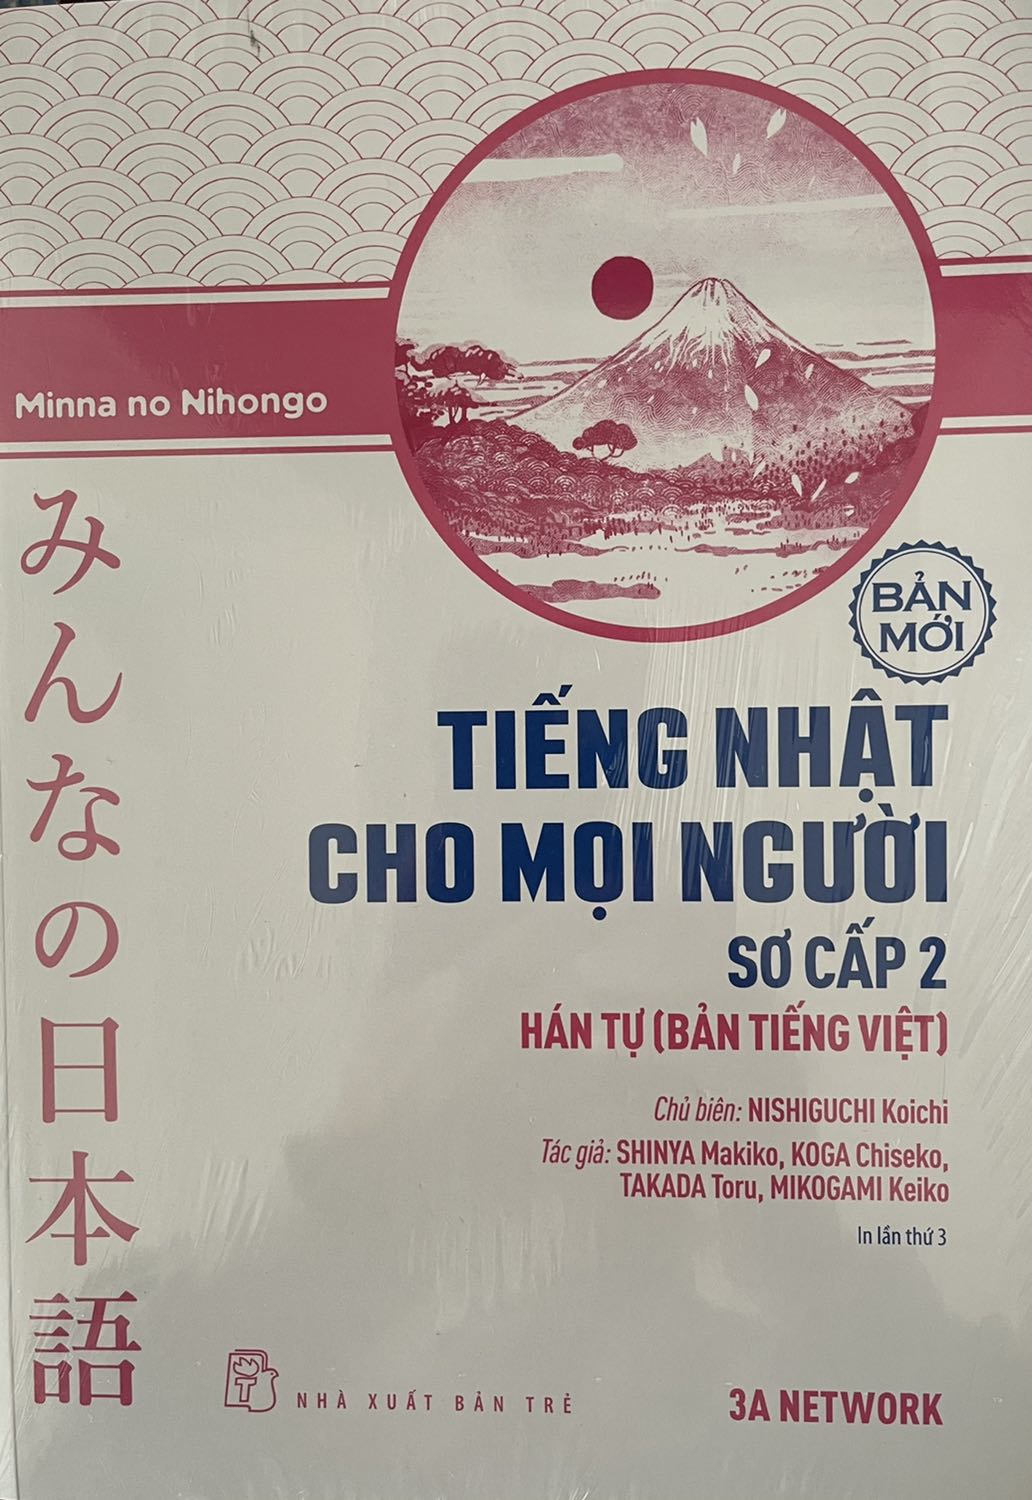 Minna no Nihongo
みんなの日本語
BẢN
MỚI
TIẾNG NHẬT
CHO MỌI NGƯỜI
SƠ CẤP 2
HÁN TỰ (BẢN TIẾNG VIỆT)
Chủ biên: NISHIGUCHI Koichi
Tác giả: SHINYA Makiko, KOGA Chiseko,
TAKADA Toru, MIKOGAMI Keiko
In lần thứ 3
NHÀ XUẤT BẢN TRẺ
3A NETWORK